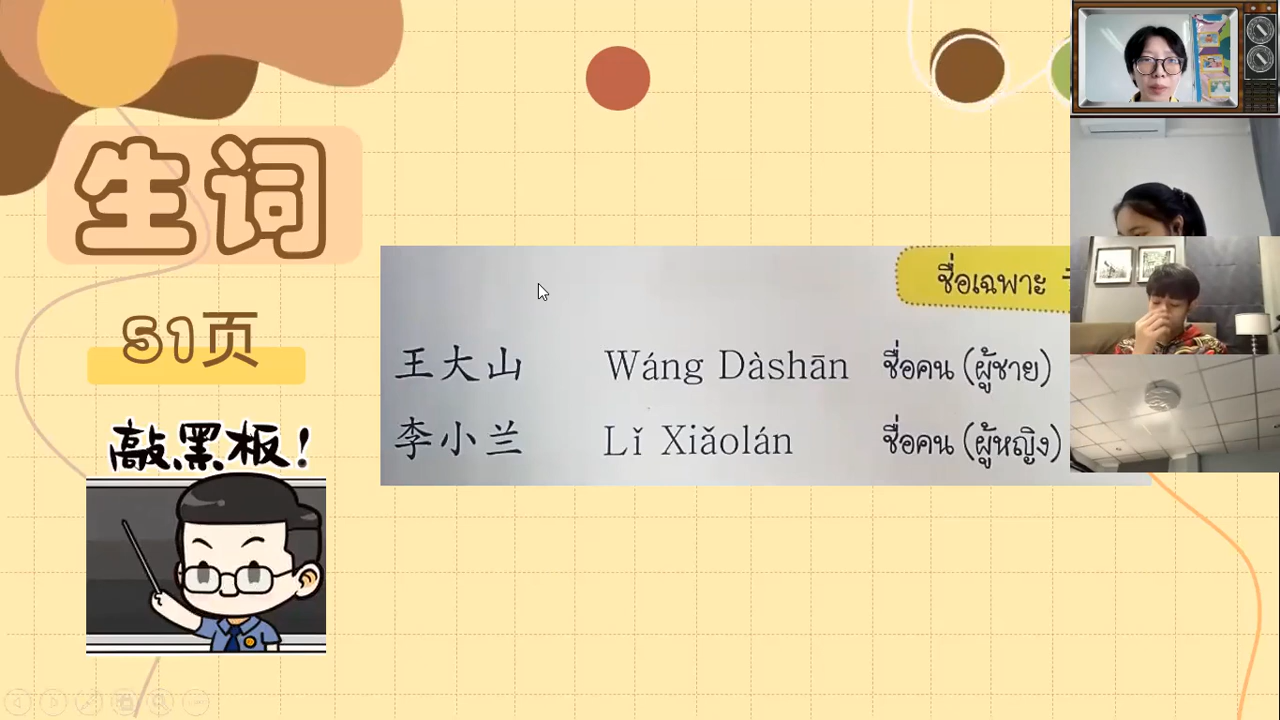 生词
51页
敲黑板!
ชื่อเฉพาะ
王大山 Wáng Dàshān ชื่อคน (ผู้ชาย)
李小兰 Lǐ Xiǎolán ชื่อคน (ผู้หญิง)